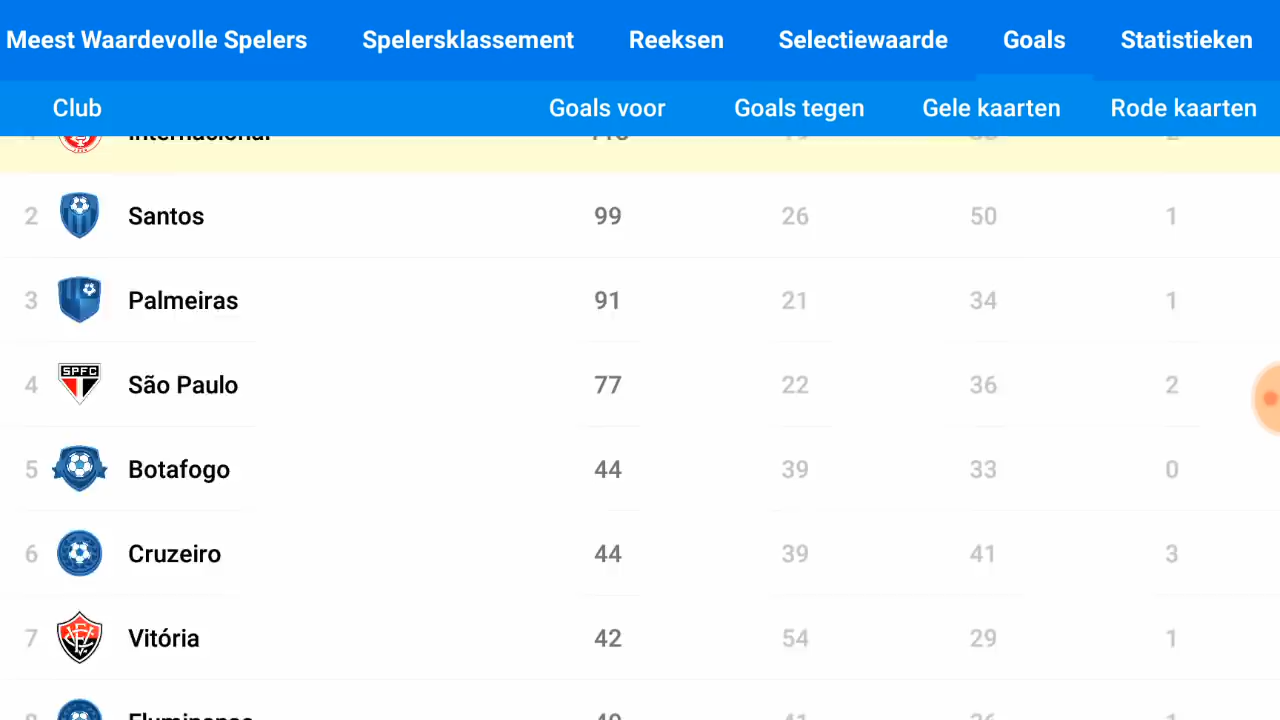 Meest Waardevolle Spelers Spelersklassement Reeksen Selectiewaarde Goals Statistieken
Club Goals voor Goals tegen Gele kaarten Rode kaarten
Internacional
2 Santos 99 26 50 1
3 Palmeiras 91 21 34 1
4 SPFC São Paulo 77 22 36 2
5 Botafogo 44 39 33 0
6 Cruzeiro 44 39 41 3
7 Vitória 42 54 29 1
Fluminense